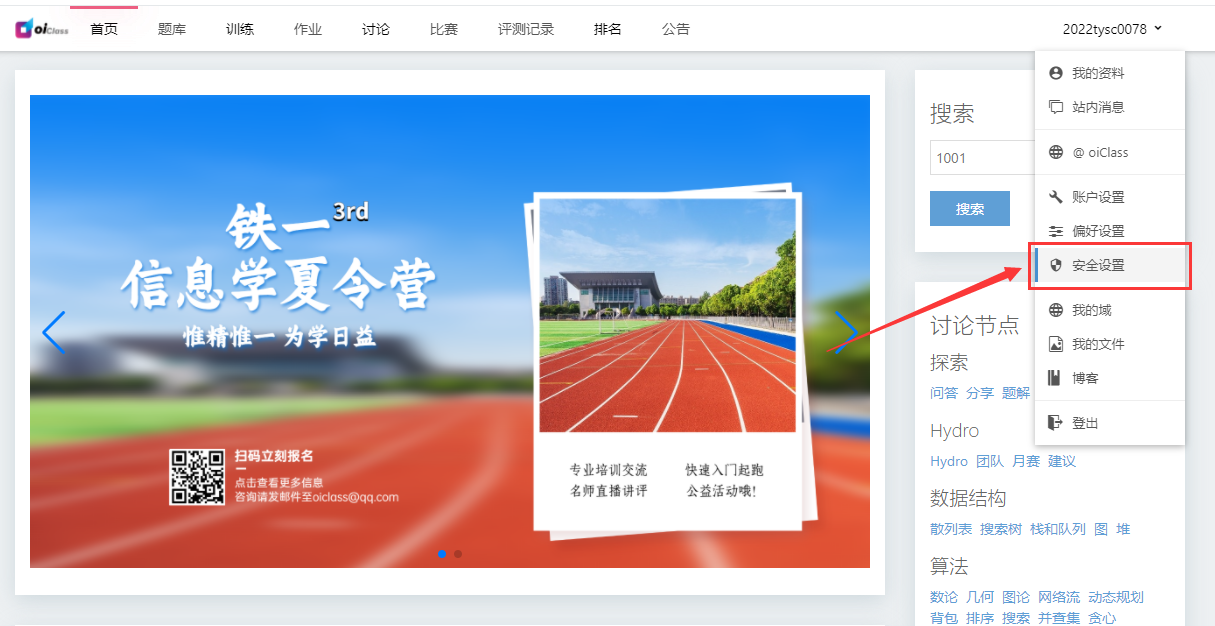 oiClass 首页 题库 训练 作业 讨论 比赛 评测记录 排名 公告 2022tysc0078
铁一 3rd
信息学夏令营
惟精惟一 为学日益
扫码立刻报名
点击查看更多信息
咨询请发邮件至oiclass@qq.com
专业培训交流 快速入门起跑
名师直播讲评 公益活动哦!
搜索
1001
搜索
我的资料
站内消息
@ oiClass
账户设置
偏好设置
安全设置
我的域
我的文件
博客
登出
讨论节点
探索
问答 分享 题解
Hydro
Hydro 团队 月赛 建议
数据结构
散列表 搜索树 栈和队列 图 堆
算法
数论 几何 图论 网络流 动态规划
背包 排序 搜索 并查集 贪心